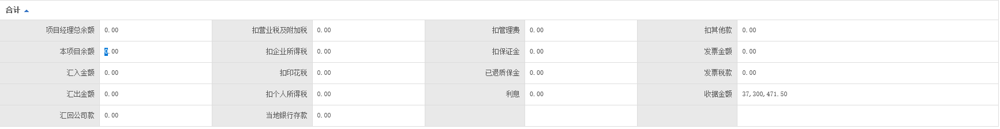 合计
项目经理总余额 0.00 扣营业税及附加税 0.00 扣管理费 0.00 扣其他款 0.00
本项目余额 0.00 扣企业所得税 0.00 扣保证金 0.00 发票金额 0.00
汇入金额 0.00 扣印花税 0.00 已退质保金 0.00 发票税款 0.00
汇出金额 0.00 扣个人所得税 0.00 利息 0.00 收据金额 37,300,471.50
汇回公司款 0.00 当地银行存款 0.00